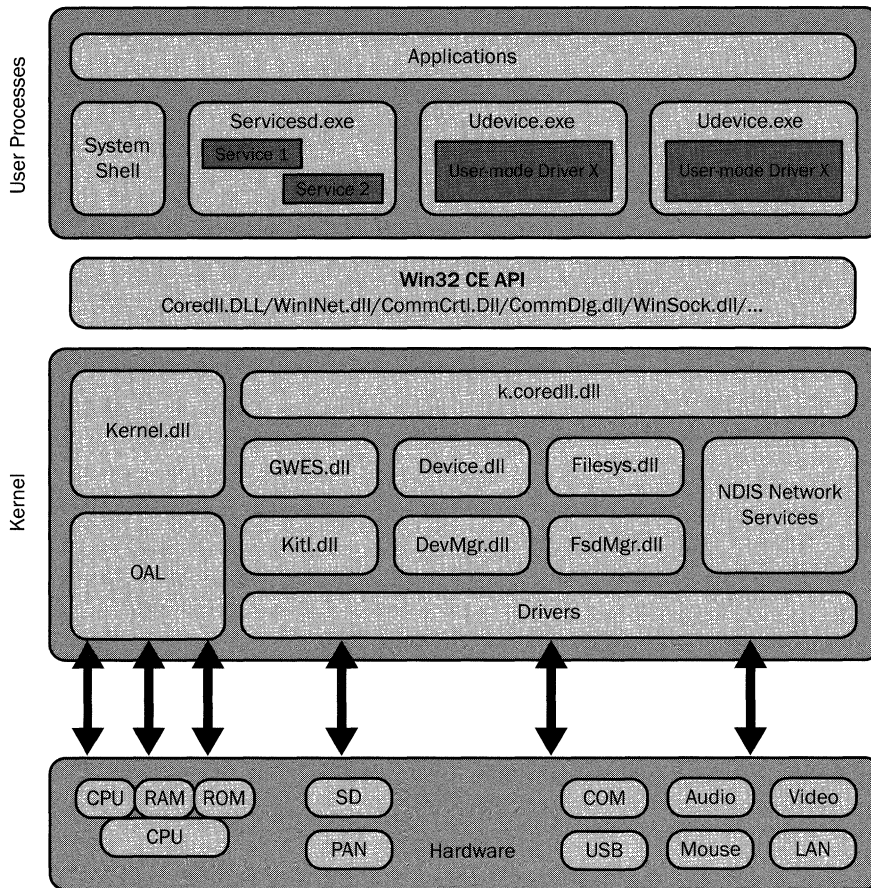 User Processes
Applications
System
Shell
Servicesd.exe
Service 1
Service 2
Udevice.exe
User-mode Driver X
Udevice.exe
User-mode Driver X
Win32 CE API
Coredll.DLL/WinINet.dll/CommCrtl.Dll/CommDlg.dll/WinSock.dll/...
Kernel
Kernel.dll
OAL
k.coredll.dll
GWES.dll
Device.dll
Filesys.dll
Kitl.dll
DevMgr.dll
FsdMgr.dll
NDIS Network
Services
Drivers
CPU
RAM
ROM
CPU
SD
PAN
Hardware
COM
Audio
Video
USB
Mouse
LAN